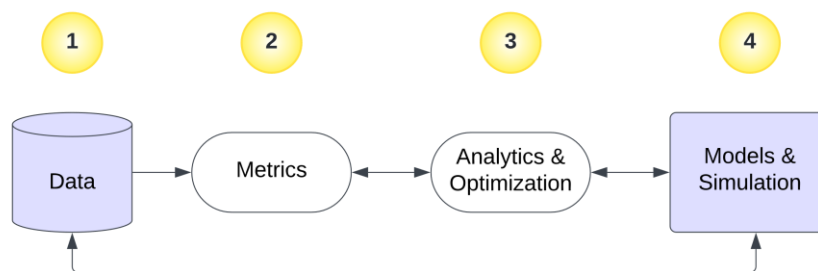 1
2
3
4
Data
Metrics
Analytics &
Optimization
Models &
Simulation